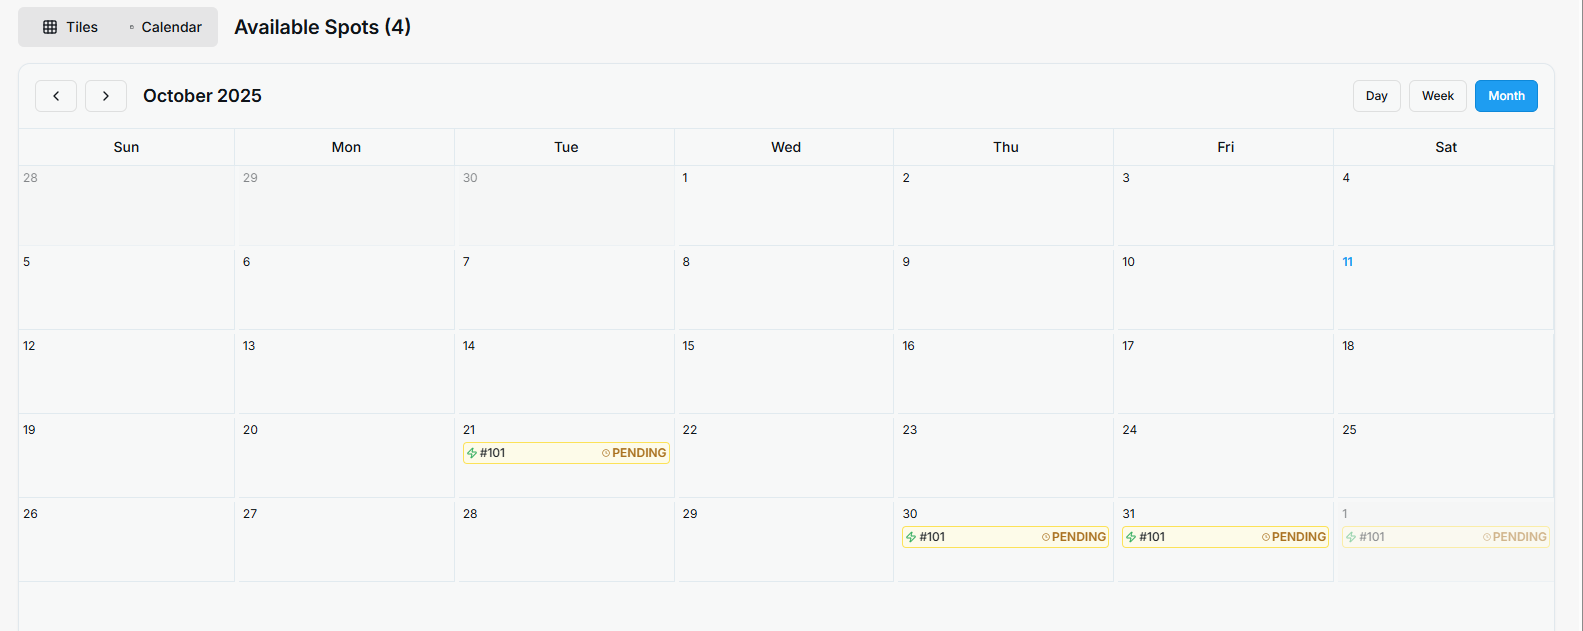 Tiles Calendar Available Spots (4)
October 2025 Day Week Month
Sun Mon Tue Wed Thu Fri Sat
28 29 30 1 2 3 4
5 6 7 8 9 10 11
12 13 14 15 16 17 18
19 20 21 22 23 24 25
#101 PENDING
26 27 28 29 30 31 1
#101 PENDING #101 PENDING #101 PENDING